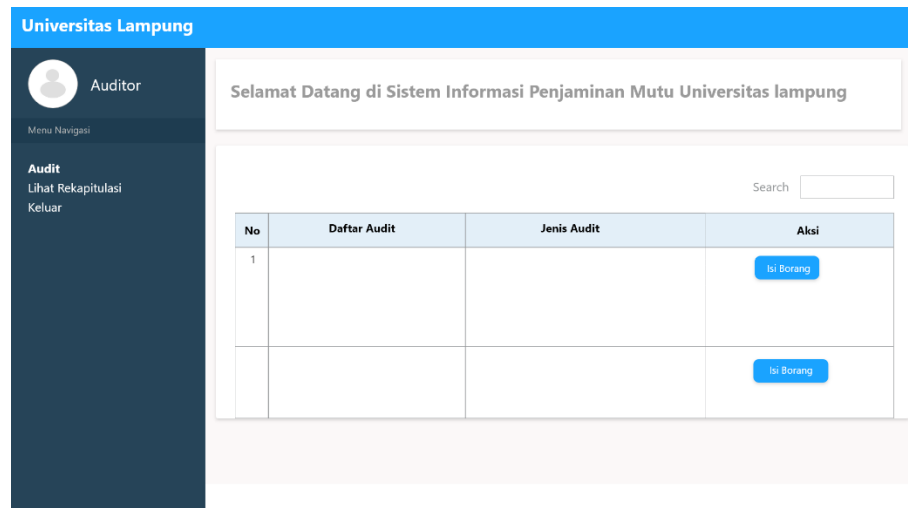 Universitas Lampung
Auditor
Menu Navigasi
Audit
Lihat Rekapitulasi
Keluar
Selamat Datang di Sistem Informasi Penjaminan Mutu Universitas lampung
Search
No Daftar Audit Jenis Audit Aksi
1 Isi Borang
Isi Borang